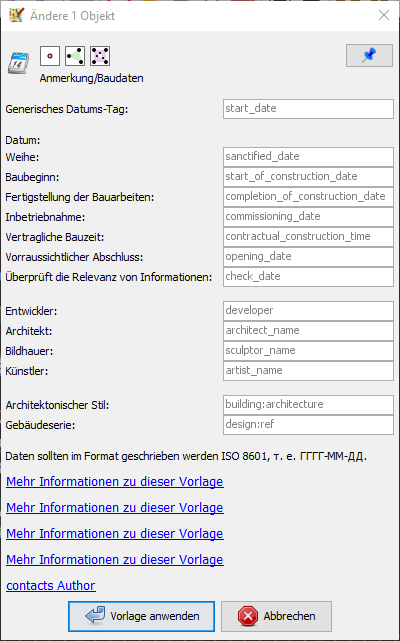 Ändere 1 Objekt
14
Anmerkung/Baudaten
Generisches Datums-Tag: start_date
Datum:
Weihe: sanctified_date
Baubeginn: start_of_construction_date
Fertigstellung der Bauarbeiten: completion_of_construction_date
Inbetriebnahme: commissioning_date
Vertragliche Bauzeit: contractual_construction_time
Vorraussichtlicher Abschluss: opening_date
Überprüft die Relevanz von Informationen: check_date
Entwickler: developer
Architekt: architect_name
Bildhauer: sculptor_name
Künstler: artist_name
Architektonischer Stil: building:architecture
Gebäudeserie: design:ref
Daten sollten im Format geschrieben werden ISO 8601, т. е. ГГГГ-ММ-ДД.
Mehr Informationen zu dieser Vorlage
Mehr Informationen zu dieser Vorlage
Mehr Informationen zu dieser Vorlage
Mehr Informationen zu dieser Vorlage
contacts Author
Vorlage anwenden Abbrechen